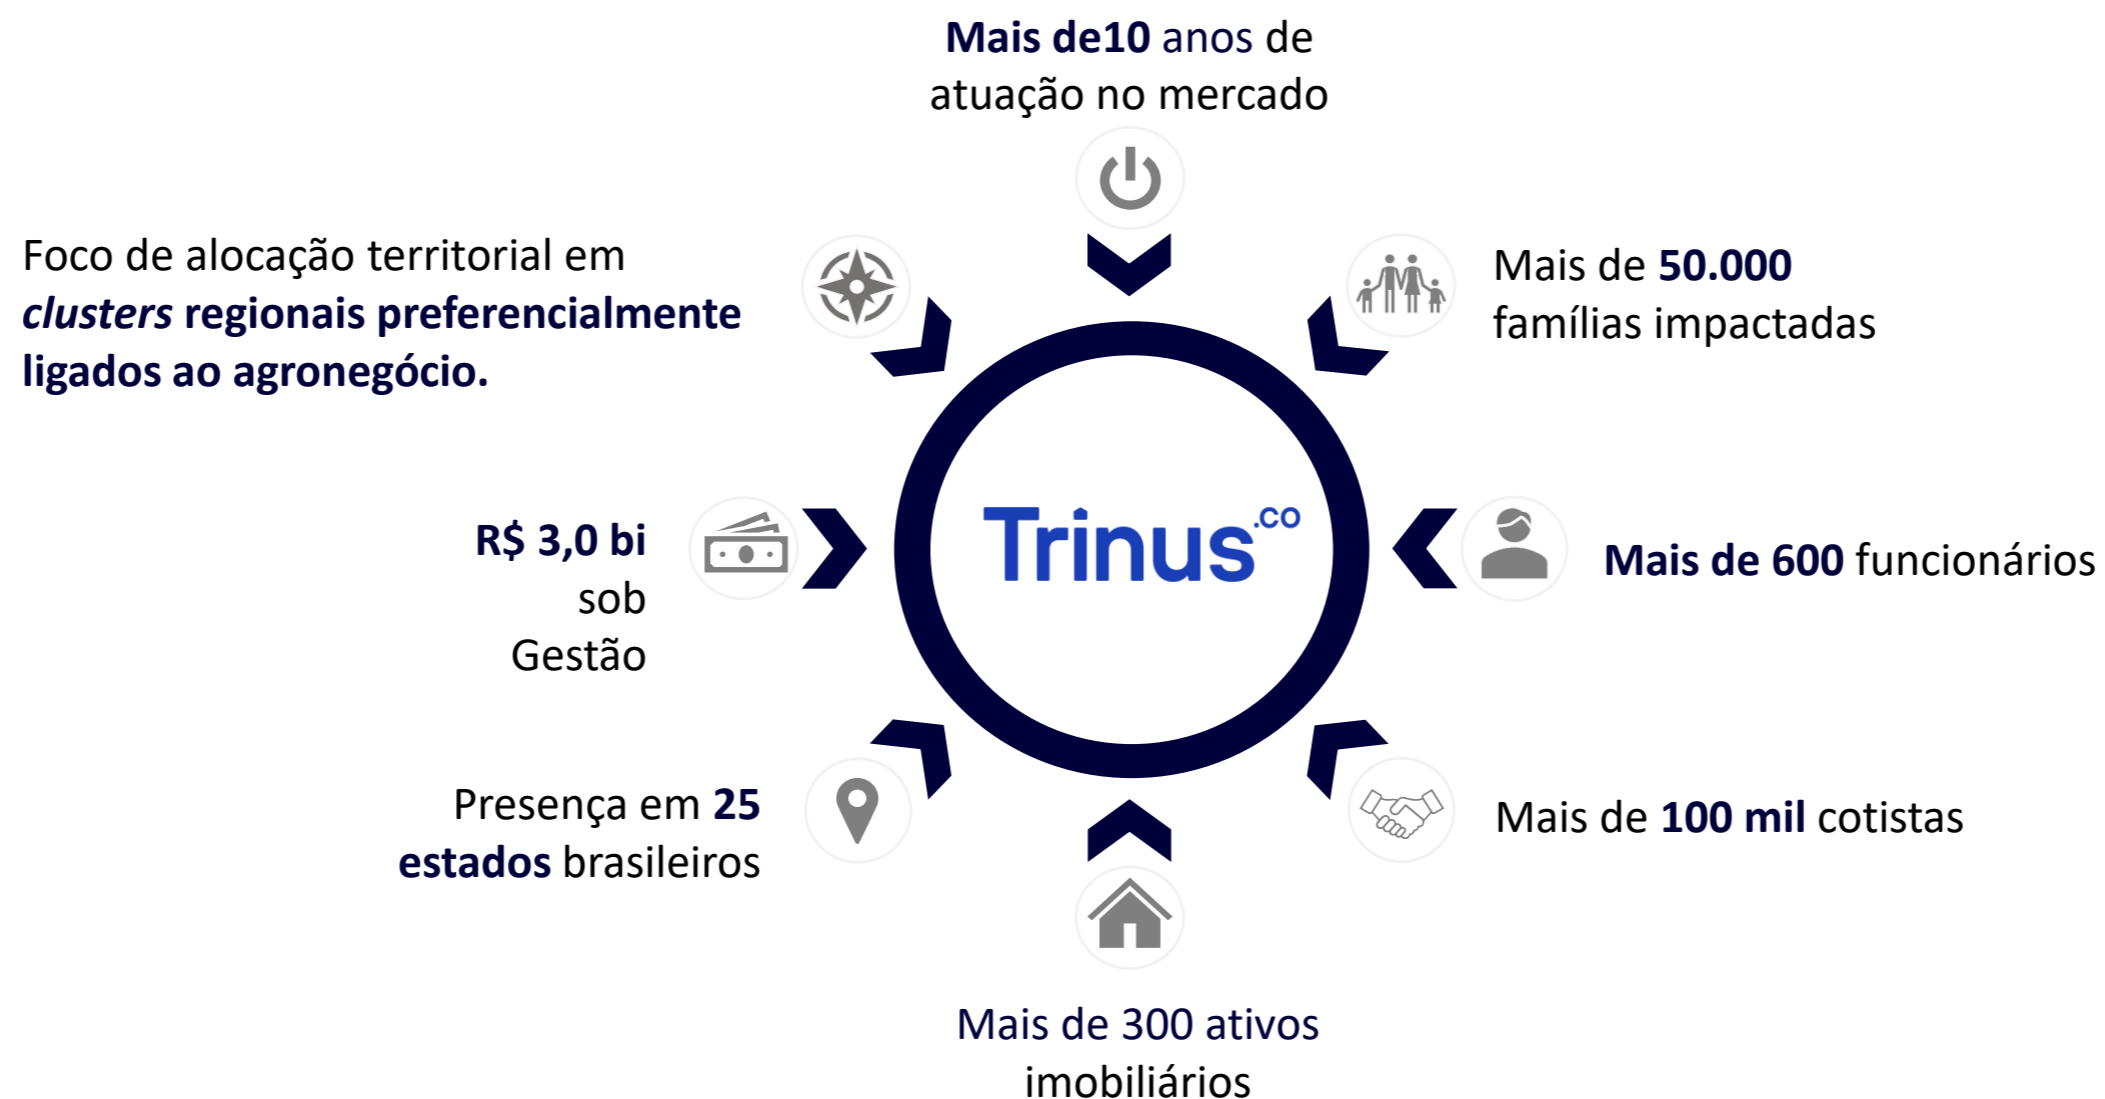 Mais de10 anos de
atuação no mercado
Foco de alocação territorial em
clusters regionais preferencialmente
ligados ao agronegócio.
Mais de 50.000
famílias impactadas
R$ 3,0 bi
sob
Gestão
Trinus.co
Mais de 600 funcionários
Presença em 25
estados brasileiros
Mais de 100 mil cotistas
Mais de 300 ativos
imobiliários